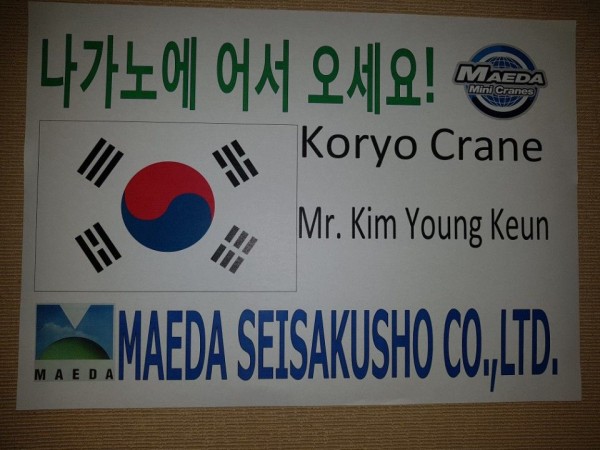 나가노에 어서 오세요!
MAEDA
Mini Cranes
Koryo Crane
Mr. Kim Young Keun
MAEDA
MAEDA SEISAKUSHO CO.,LTD.